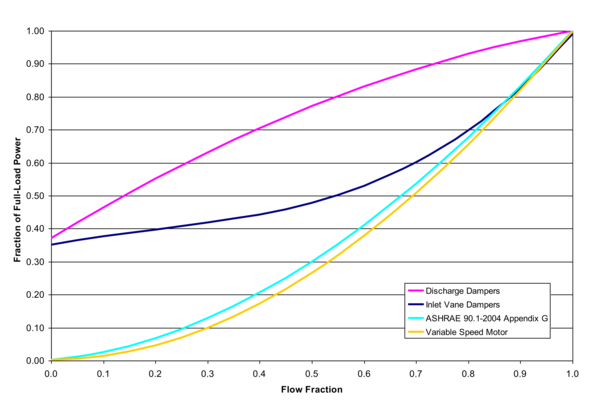 1.00
0.90
0.80
0.70
0.60
0.50
0.40
0.30
0.20
0.10
0.00
Fraction of Full-Load Power
0.0 0.1 0.2 0.3 0.4 0.5 0.6 0.7 0.8 0.9 1.0
Flow Fraction
Discharge Dampers
Inlet Vane Dampers
ASHRAE 90.1-2004 Appendix G
Variable Speed Motor